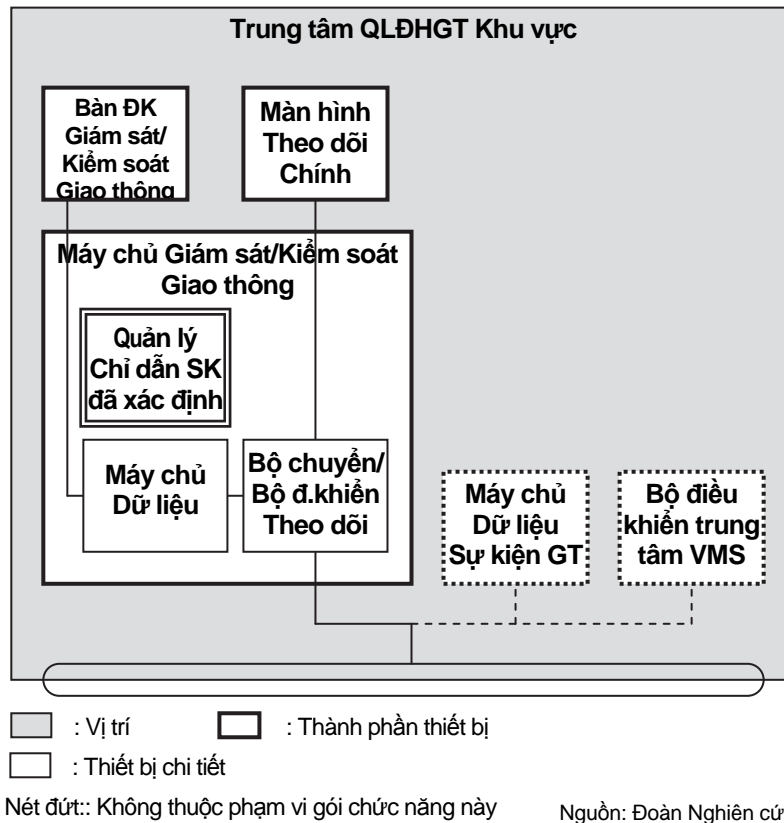 Trung tâm QLĐHGT Khu vực
Bàn ĐK
Giám sát/
Kiểm soát
Giao thông
Màn hình
Theo dõi
Chính
Máy chủ Giám sát/Kiểm soát
Giao thông
Quản lý
Chỉ dẫn SK
đã xác định
Máy chủ
Dữ liệu
Bộ chuyển/
Bộ đ.khiển
Theo dõi
Máy chủ
Dữ liệu
Sự kiện GT
Bộ điều
khiển trung
tâm VMS
: Vị trí
: Thành phần thiết bị
: Thiết bị chi tiết
Nét đứt:: Không thuộc phạm vi gói chức năng này
Nguồn: Đoàn Nghiên cứ